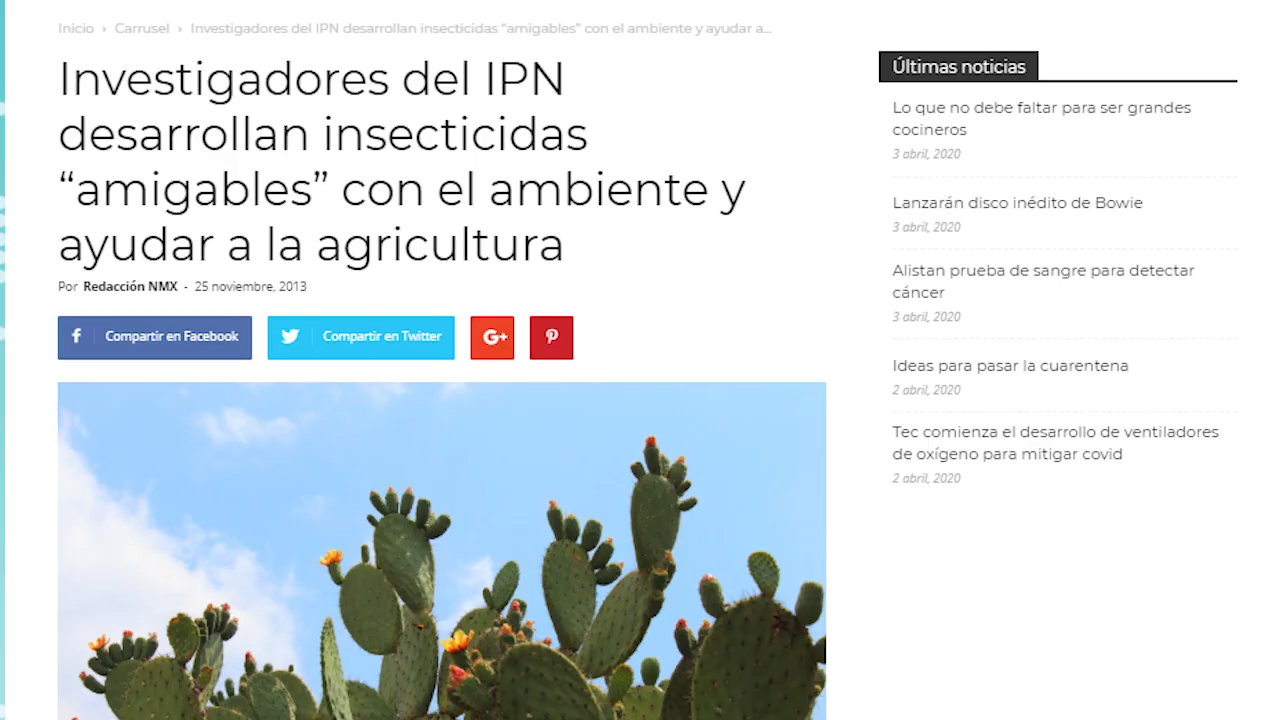 Inicio › Carrusel › Investigadores del IPN desarrollan insecticidas “amigables” con el ambiente y ayudar a...
Investigadores del IPN
desarrollan insecticidas
“amigables” con el ambiente y
ayudar a la agricultura
Por Redacción NMX - 25 noviembre, 2013
Compartir en Facebook
Compartir en Twitter
G+
Últimas noticias
Lo que no debe faltar para ser grandes
cocineros
3 abril, 2020
Lanzarán disco inédito de Bowie
3 abril, 2020
Alistan prueba de sangre para detectar
cáncer
3 abril, 2020
Ideas para pasar la cuarentena
2 abril, 2020
Tec comienza el desarrollo de ventiladores
de oxígeno para mitigar covid
2 abril, 2020